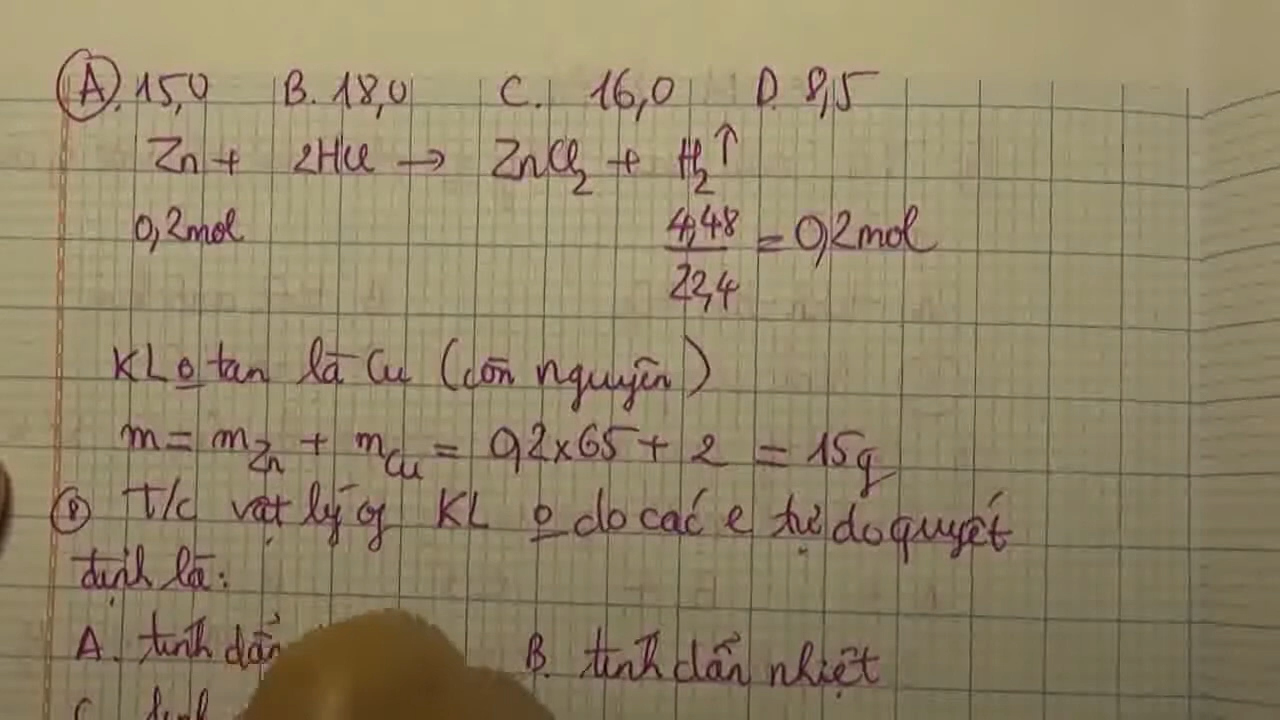 A. 15,0 B. 18,0 C. 16,0 D. 8,5
Zn + 2HCl → ZnCl2 + H2↑
0,2mol 4,48/22,4 = 0,2mol
KL o tan là Cu (còn nguyên)
m = mZn + mCu = 0,2x65 + 2 = 15g
T/c vật lý of KL o do các e tự do quyết
định là:
A. tính dẫn B. tính dẫn nhiệt
C. tính